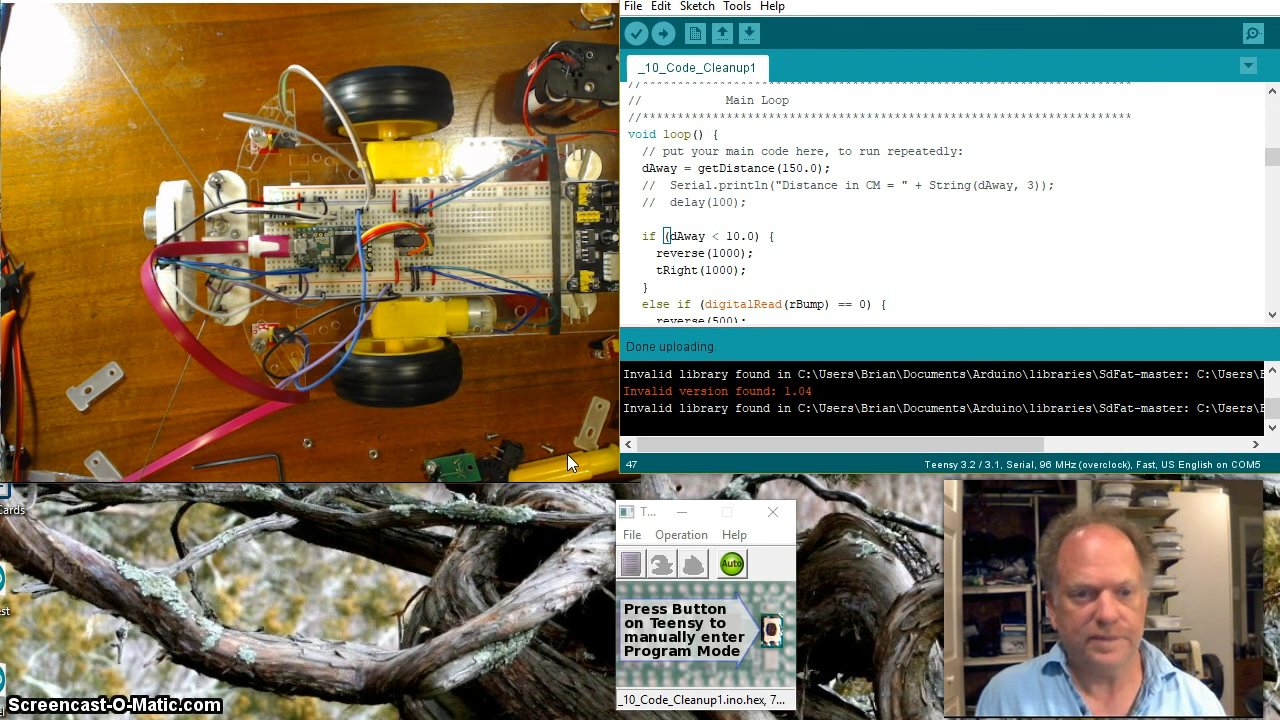 File Edit Sketch Tools Help
_10_Code_Cleanup1
//************************************************************************
// Main Loop
//************************************************************************
void loop() {
// put your main code here, to run repeatedly:
dAway = getDistance(150.0);
// Serial.println("Distance in CM = " + String(dAway, 3));
// delay(100);
if (dAway < 10.0) {
reverse(1000);
tRight(1000);
}
else if (digitalRead(rBump) == 0) {
reverse(500);
Done uploading.
Invalid library found in C:\Users\Brian\Documents\Arduino\libraries\SdFat-master: C:\Users\
Invalid version found: 1.04
Invalid library found in C:\Users\Brian\Documents\Arduino\libraries\SdFat-master: C:\Users\
47
Teensy 3.2 / 3.1, Serial, 96 MHz (overclock), Fast, US English on COM5
T...
File Operation Help
Auto
Press Button
on Teensy to
manually enter
Program Mode
_10_Code_Cleanup1.ino.hex, 7...
Screencast-O-Matic.com